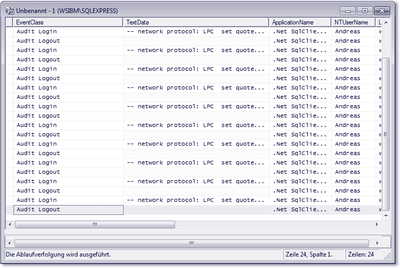 Unbenannt - 1 (WSIBM\SQLEXPRESS)
EventClass TextData ApplicationName NTUserName L
Audit Login -- network protocol: LPC set quote... .Net SqlClie... Andreas
Audit Logout .Net SqlClie... Andreas
Audit Login -- network protocol: LPC set quote... .Net SqlClie... Andreas
Audit Logout .Net SqlClie... Andreas
Audit Login -- network protocol: LPC set quote... .Net SqlClie... Andreas
Audit Logout .Net SqlClie... Andreas
Audit Login -- network protocol: LPC set quote... .Net SqlClie... Andreas
Audit Logout .Net SqlClie... Andreas
Audit Login -- network protocol: LPC set quote... .Net SqlClie... Andreas
Audit Logout .Net SqlClie... Andreas
Audit Login -- network protocol: LPC set quote... .Net SqlClie... Andreas
Audit Logout .Net SqlClie... Andreas
Audit Login -- network protocol: LPC set quote... .Net SqlClie... Andreas
Audit Logout .Net SqlClie... Andreas
Audit Login -- network protocol: LPC set quote... .Net SqlClie... Andreas
Audit Logout .Net SqlClie... Andreas
Audit Login -- network protocol: LPC set quote... .Net SqlClie... Andreas
Audit Logout .Net SqlClie... Andreas
Die Ablaufverfolgung wird ausgeführt. Zeile 24, Spalte 1. Zeilen: 24